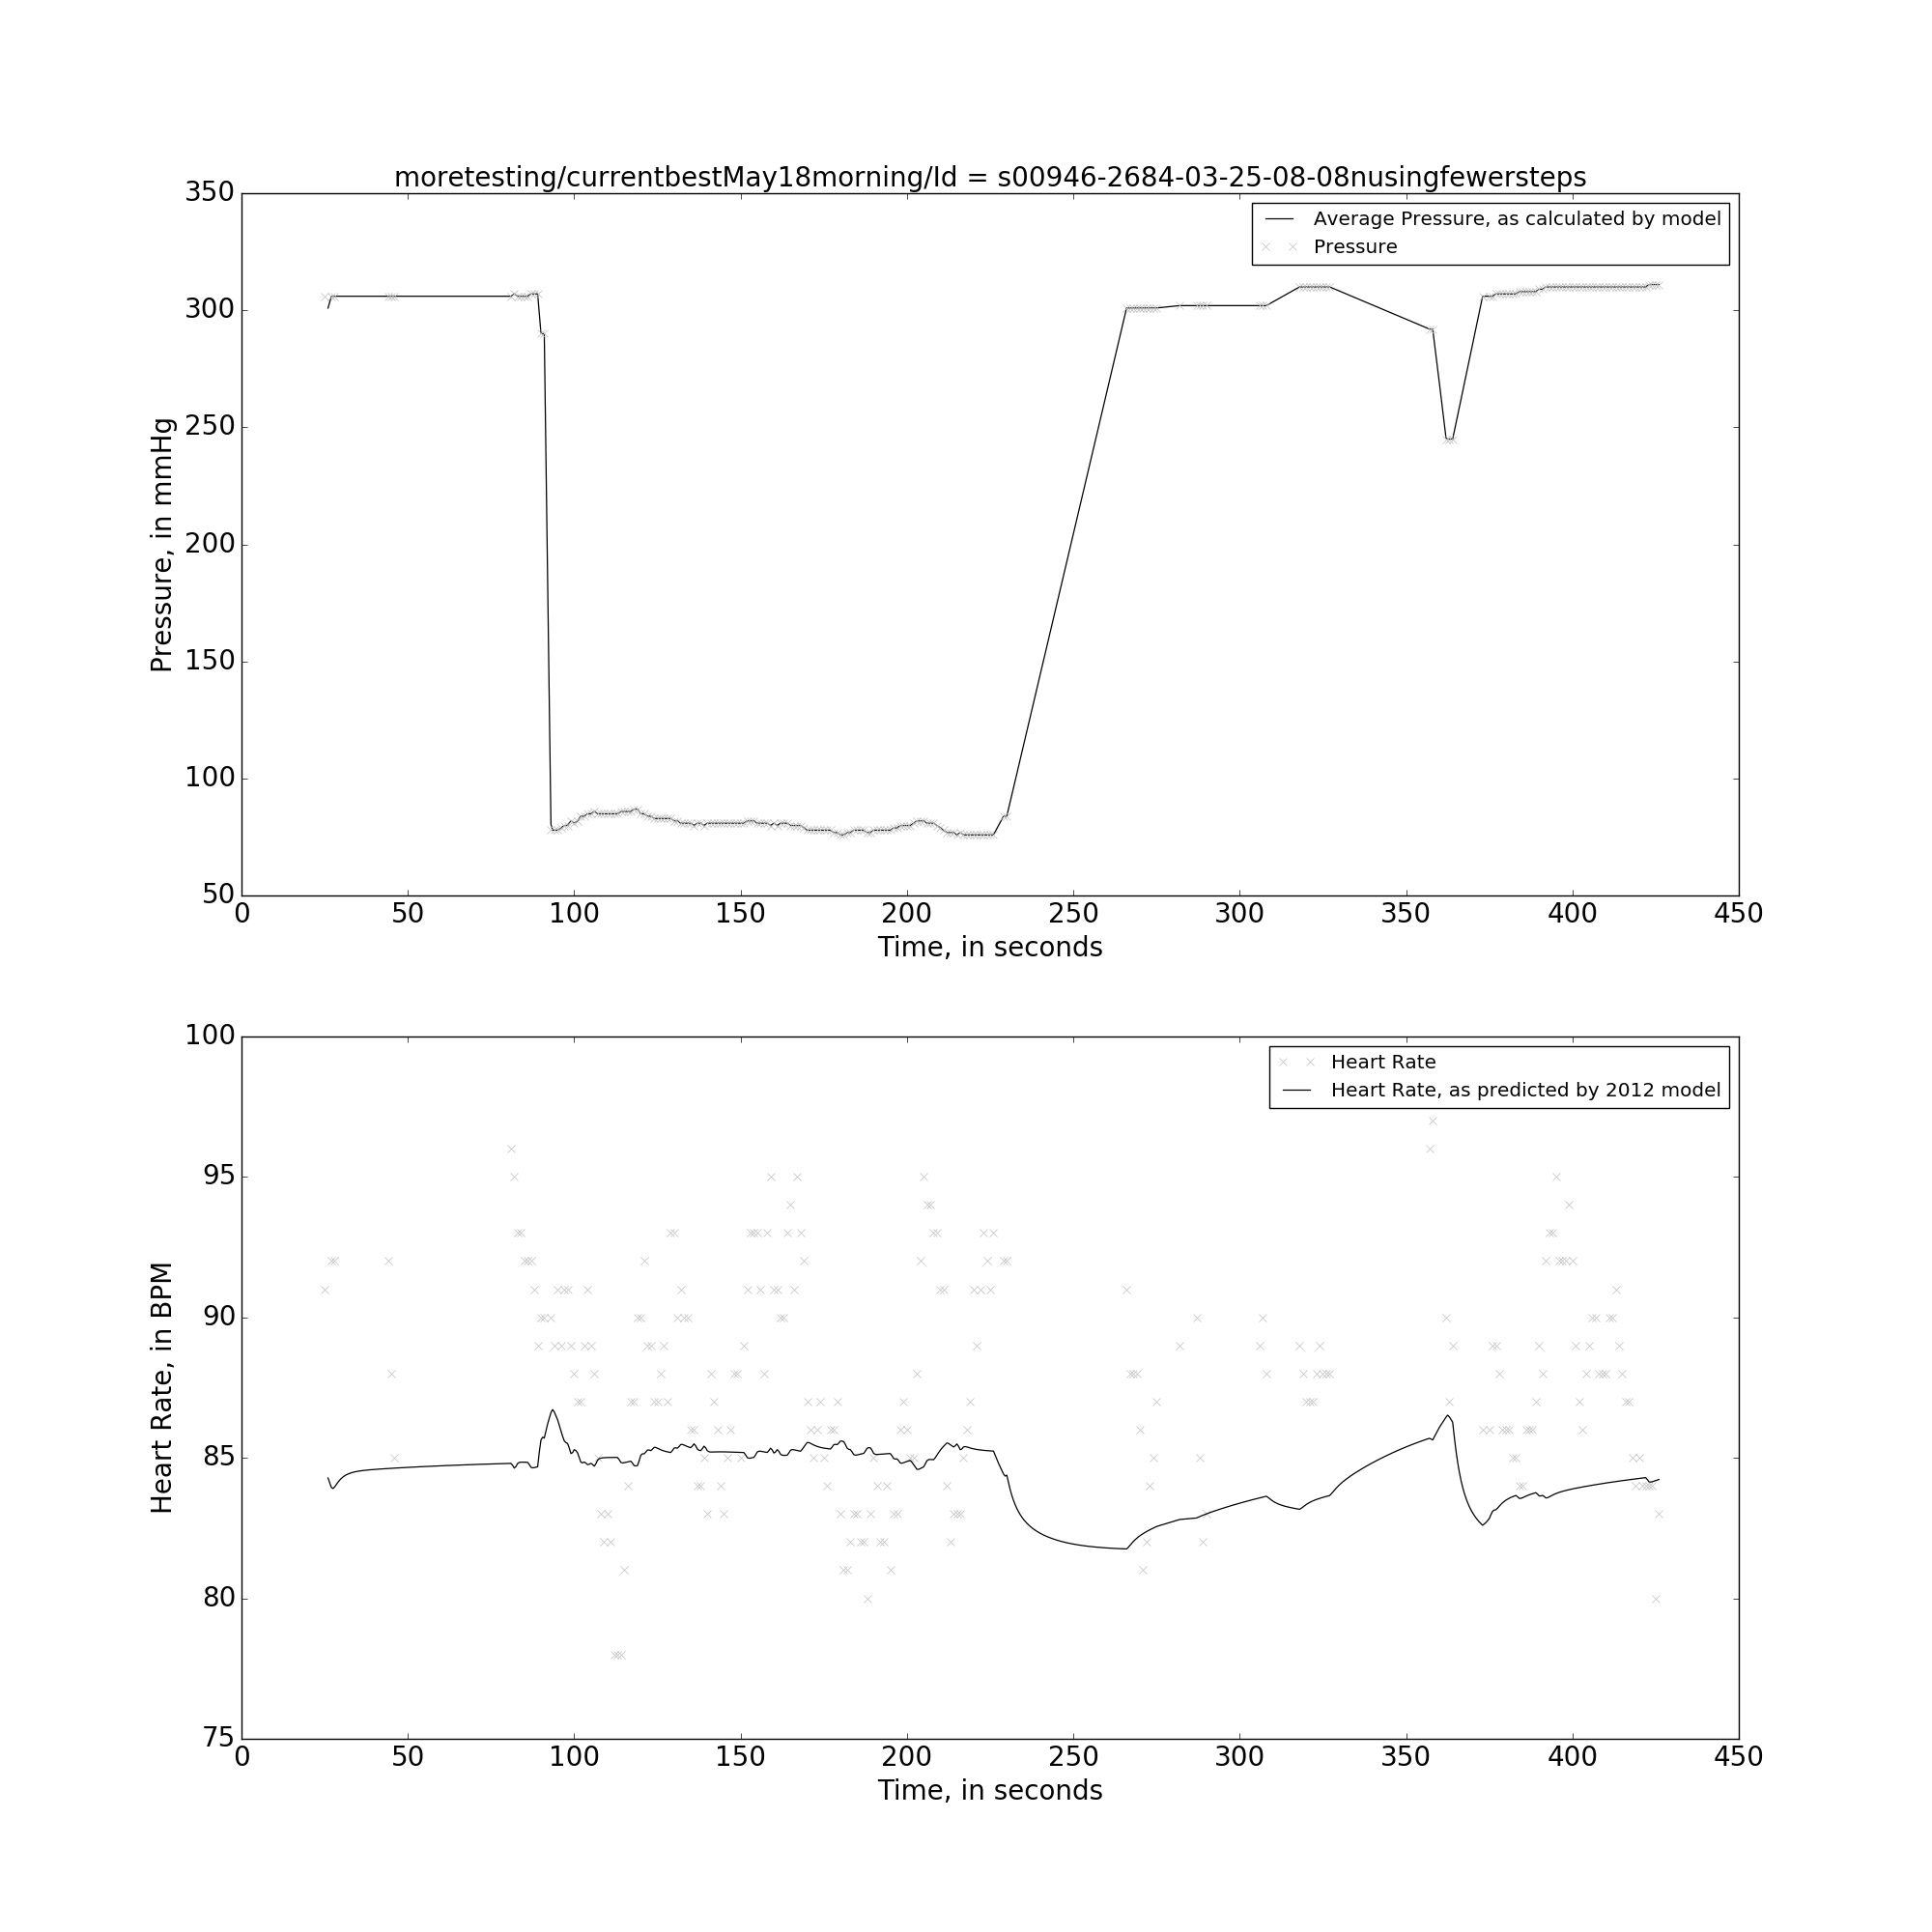 moretesting/currentbestMay18morning/Id = s00946-2684-03-25-08-08nusingfewersteps
350
300
250
200
150
100
50
Pressure, in mmHg
Average Pressure, as calculated by model
Pressure
0 50 100 150 200 250 300 350 400 450
Time, in seconds
100
95
90
85
80
75
Heart Rate, in BPM
Heart Rate
Heart Rate, as predicted by 2012 model
0 50 100 150 200 250 300 350 400 450
Time, in seconds